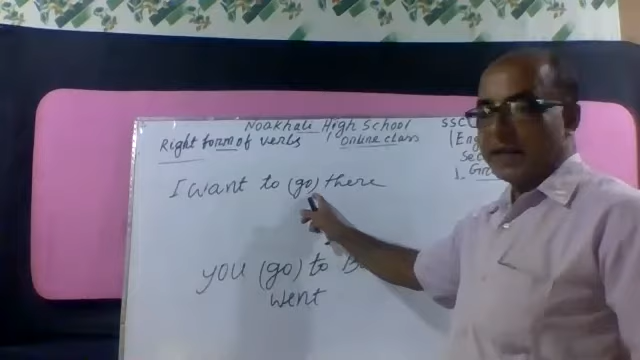 Noakhali High School
Right form of verbs Online class
SSC
I want to (go) there
you (go) to
went